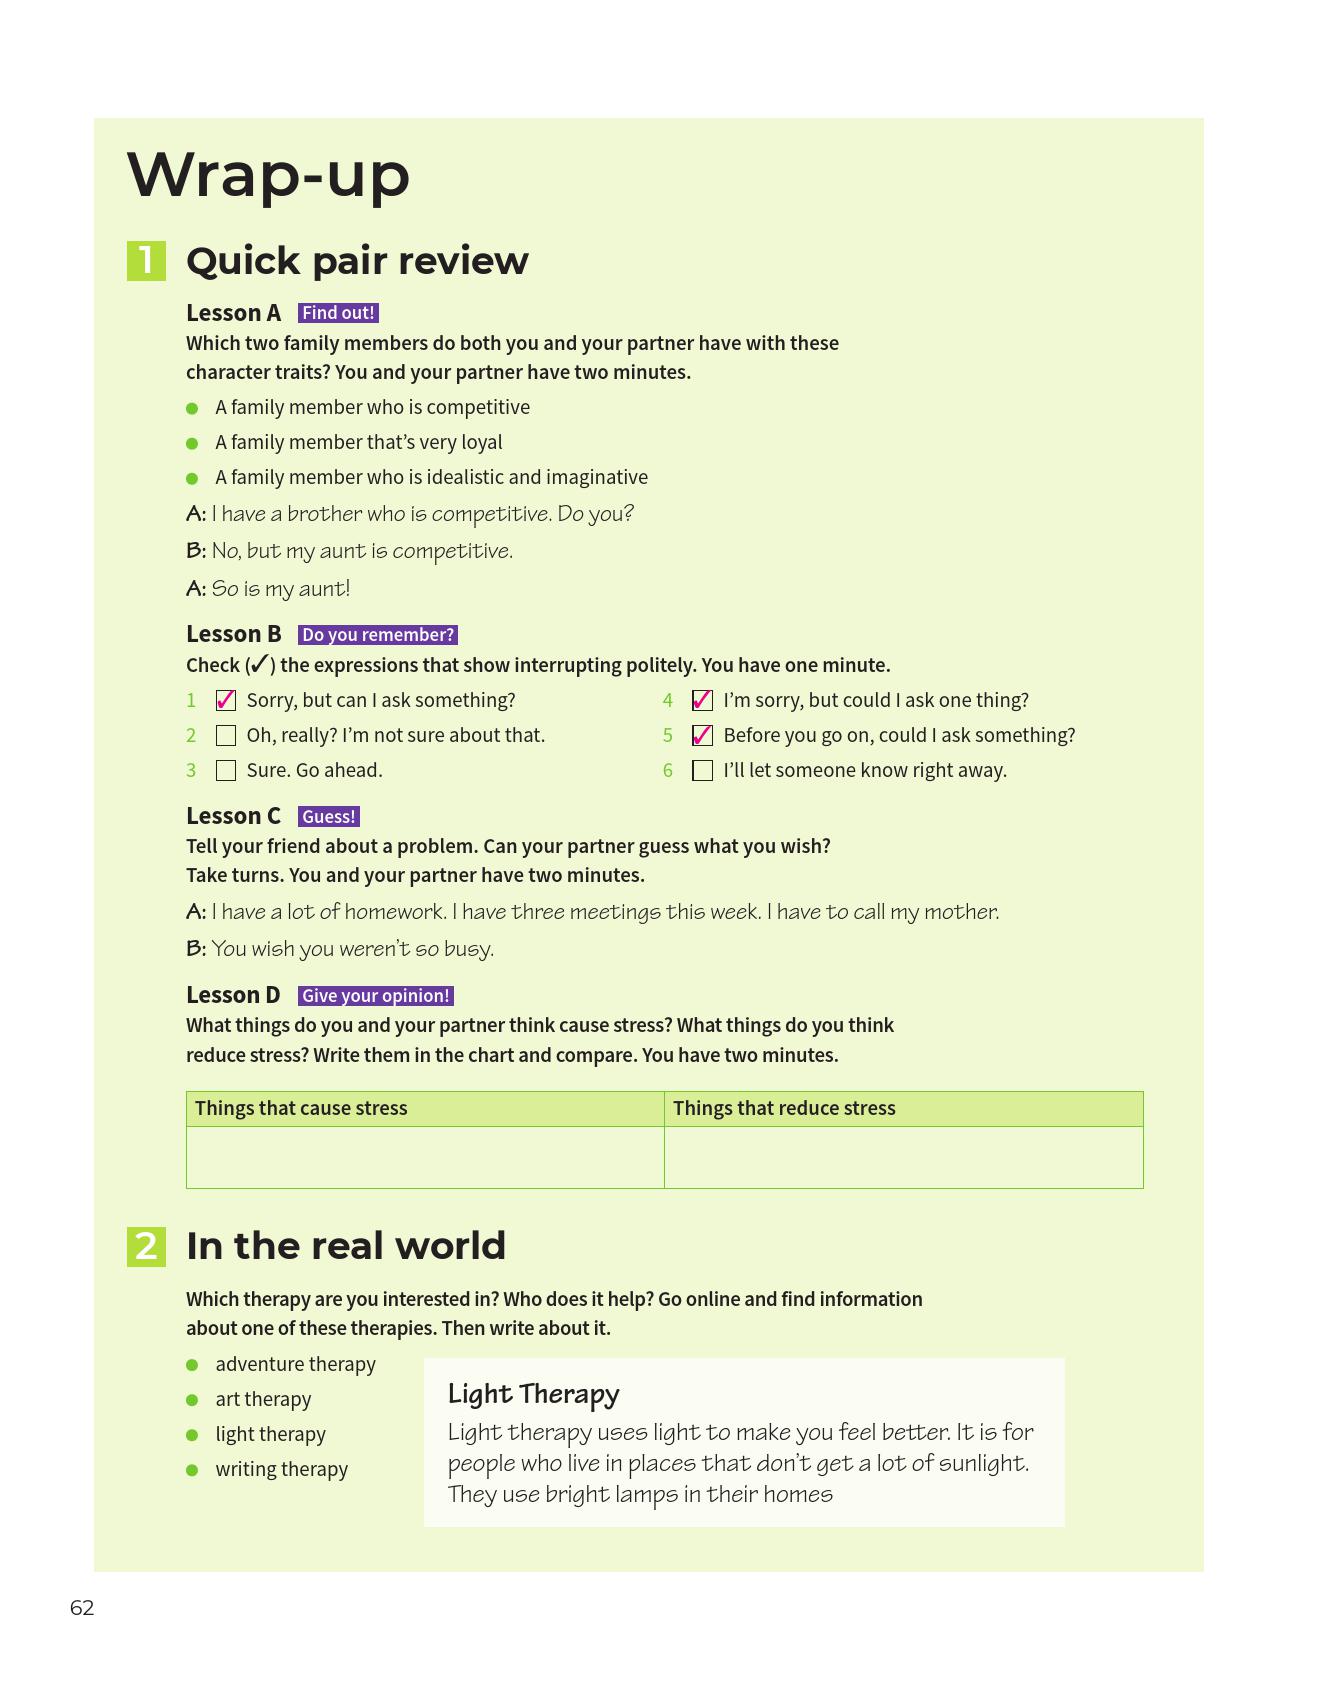 Wrap-up
1 Quick pair review
Lesson A Find out!
Which two family members do both you and your partner have with these
character traits? You and your partner have two minutes.
● A family member who is competitive
● A family member that’s very loyal
● A family member who is idealistic and imaginative
A: I have a brother who is competitive. Do you?
B: No, but my aunt is competitive.
A: So is my aunt!
Lesson B Do you remember?
Check (✓) the expressions that show interrupting politely. You have one minute.
1 ☑ Sorry, but can I ask something?
2 ☐ Oh, really? I’m not sure about that.
3 ☐ Sure. Go ahead.
4 ☑ I’m sorry, but could I ask one thing?
5 ☑ Before you go on, could I ask something?
6 ☐ I’ll let someone know right away.
Lesson C Guess!
Tell your friend about a problem. Can your partner guess what you wish?
Take turns. You and your partner have two minutes.
A: I have a lot of homework. I have three meetings this week. I have to call my mother.
B: You wish you weren’t so busy.
Lesson D Give your opinion!
What things do you and your partner think cause stress? What things do you think
reduce stress? Write them in the chart and compare. You have two minutes.
Things that cause stress Things that reduce stress
2 In the real world
Which therapy are you interested in? Who does it help? Go online and find information
about one of these therapies. Then write about it.
● adventure therapy
● art therapy
● light therapy
● writing therapy
Light Therapy
Light therapy uses light to make you feel better. It is for
people who live in places that don’t get a lot of sunlight.
They use bright lamps in their homes
62